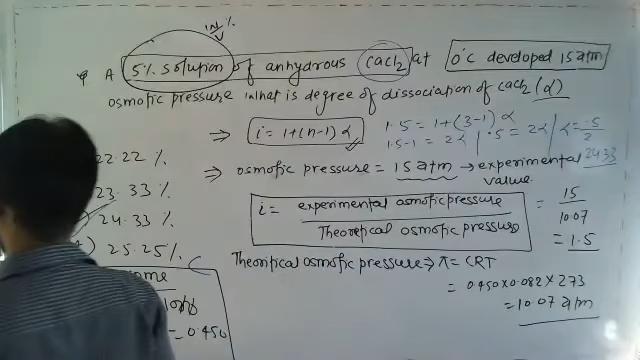 w/v %
A 5% solution of anhydrous cacl2 at 0°c developed 15 atm
osmotic pressure what is degree of dissociation of cacl2 (α)
⇒ i = 1+(n-1) α
1.5 = 1+(3-1) α
1.5-1 = 2α | .5 = 2α | α = .5/2
22.22 %.
23.33 %.
24.33 %.
25.25 %.
⇒ osmotic pressure = 15 atm → experimental value.
24.33
i = experimental osmotic pressure / Theoretical osmotic pressure = 15 / 10.07
= 1.5
Theoritical osmotic pressure ⇒ π = CRT
= 0.450 x 0.082 x 273
= 10.07 atm
= 0.450